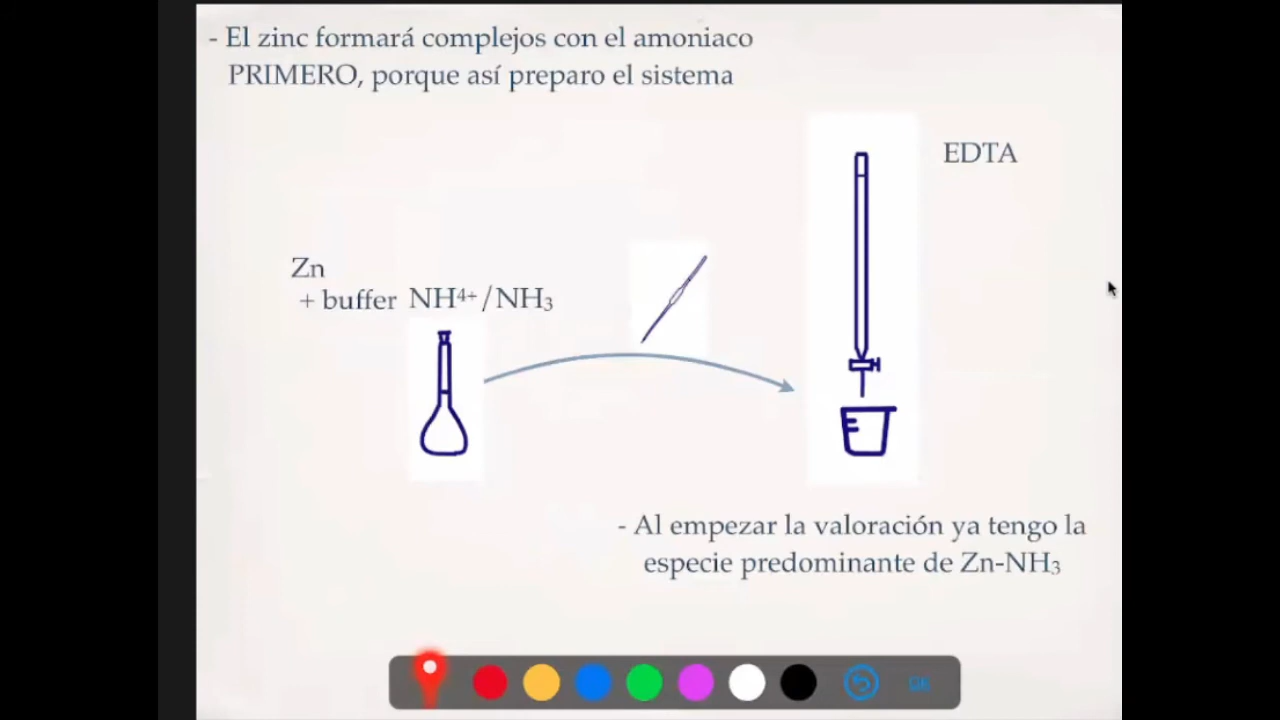 - El zinc formará complejos con el amoniaco
PRIMERO, porque así preparo el sistema
EDTA
Zn
+ buffer NH⁴⁺/NH₃
- Al empezar la valoración ya tengo la
especie predominante de Zn-NH₃